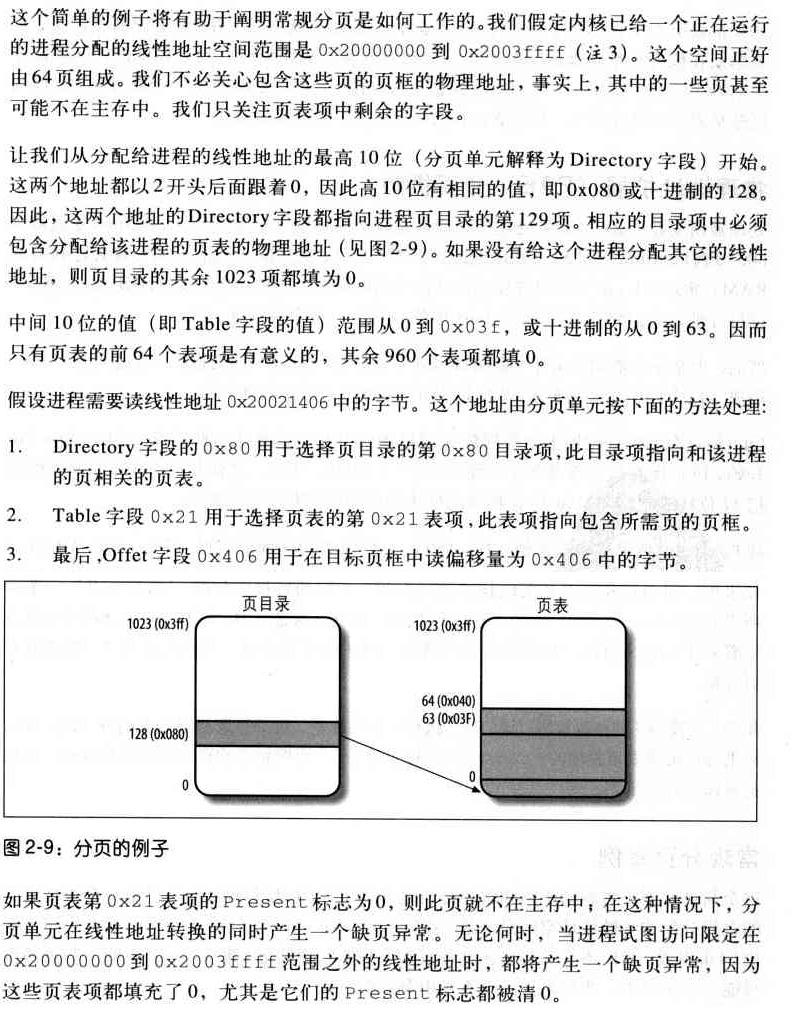 这个简单的例子将有助于阐明常规分页是如何工作的。我们假定内核已给一个正在运行
的进程分配的线性地址空间范围是 0x20000000 到 0x2003ffff（注 3）。这个空间正好
由64页组成。我们不必关心包含这些页的页框的物理地址，事实上，其中的一些页甚至
可能不在主存中。我们只关注页表项中剩余的字段。
让我们从分配给进程的线性地址的最高 10 位（分页单元解释为 Directory 字段）开始。
这两个地址都以2开头后面跟着0，因此高10位有相同的值，即0x080或十进制的128。
因此，这两个地址的Directory字段都指向进程页目录的第129项。相应的目录项中必须
包含分配给该进程的页表的物理地址（见图2-9）。如果没有给这个进程分配其它的线性
地址，则页目录的其余 1023 项都填为 0。
中间 10 位的值（即 Table 字段的值）范围从 0 到 0x03f，或十进制的从 0 到 63。因而
只有页表的前 64 个表项是有意义的，其余 960 个表项都填 0。
假设进程需要读线性地址 0x20021406 中的字节。这个地址由分页单元按下面的方法处理:
1. Directory 字段的 0x80 用于选择页目录的第 0x80 目录项,此目录项指向和该进程
的页相关的页表。
2. Table 字段 0x21 用于选择页表的第 0x21 表项,此表项指向包含所需页的页框。
3. 最后,Offet 字段 0x406 用于在目标页框中读偏移量为 0x406 中的字节。
页目录
页表
1023 (0x3ff)
1023 (0x3ff)
64 (0x040)
63 (0x03F)
128 (0x080)
0
0
图 2-9：分页的例子
如果页表第 0x21 表项的 Present 标志为0，则此页就不在主存中；在这种情况下，分
页单元在线性地址转换的同时产生一个缺页异常。无论何时，当进程试图访问限定在
0x20000000 到 0x2003ffff 范围之外的线性地址时，都将产生一个缺页异常，因为
这些页表项都填充了 0，尤其是它们的 Present 标志都被清 0。